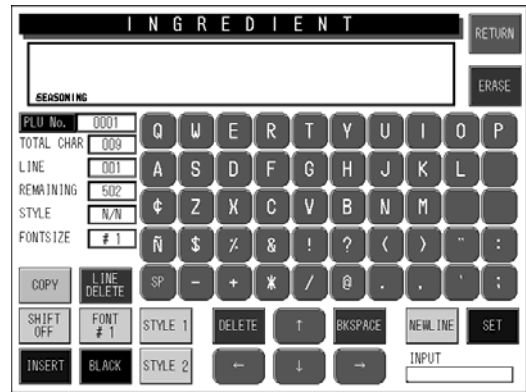 INGREDIENT
RETURN
ERASE
SEASONING
PLU No. 0001
TOTAL CHAR 009
LINE 001
REMAINING 502
STYLE N/N
FONTSIZE # 1
Q W E R T Y U I O P
A S D F G H J K L
¢ Z X C V B N M
Ñ $ % & ! ? ( ) " :
SP - + * / @ . , ' ;
COPY LINE DELETE
SHIFT OFF FONT # 1 STYLE 1 DELETE ↑ BKSPACE NEWLINE SET
INSERT BLACK STYLE 2 ← ↓ → INPUT